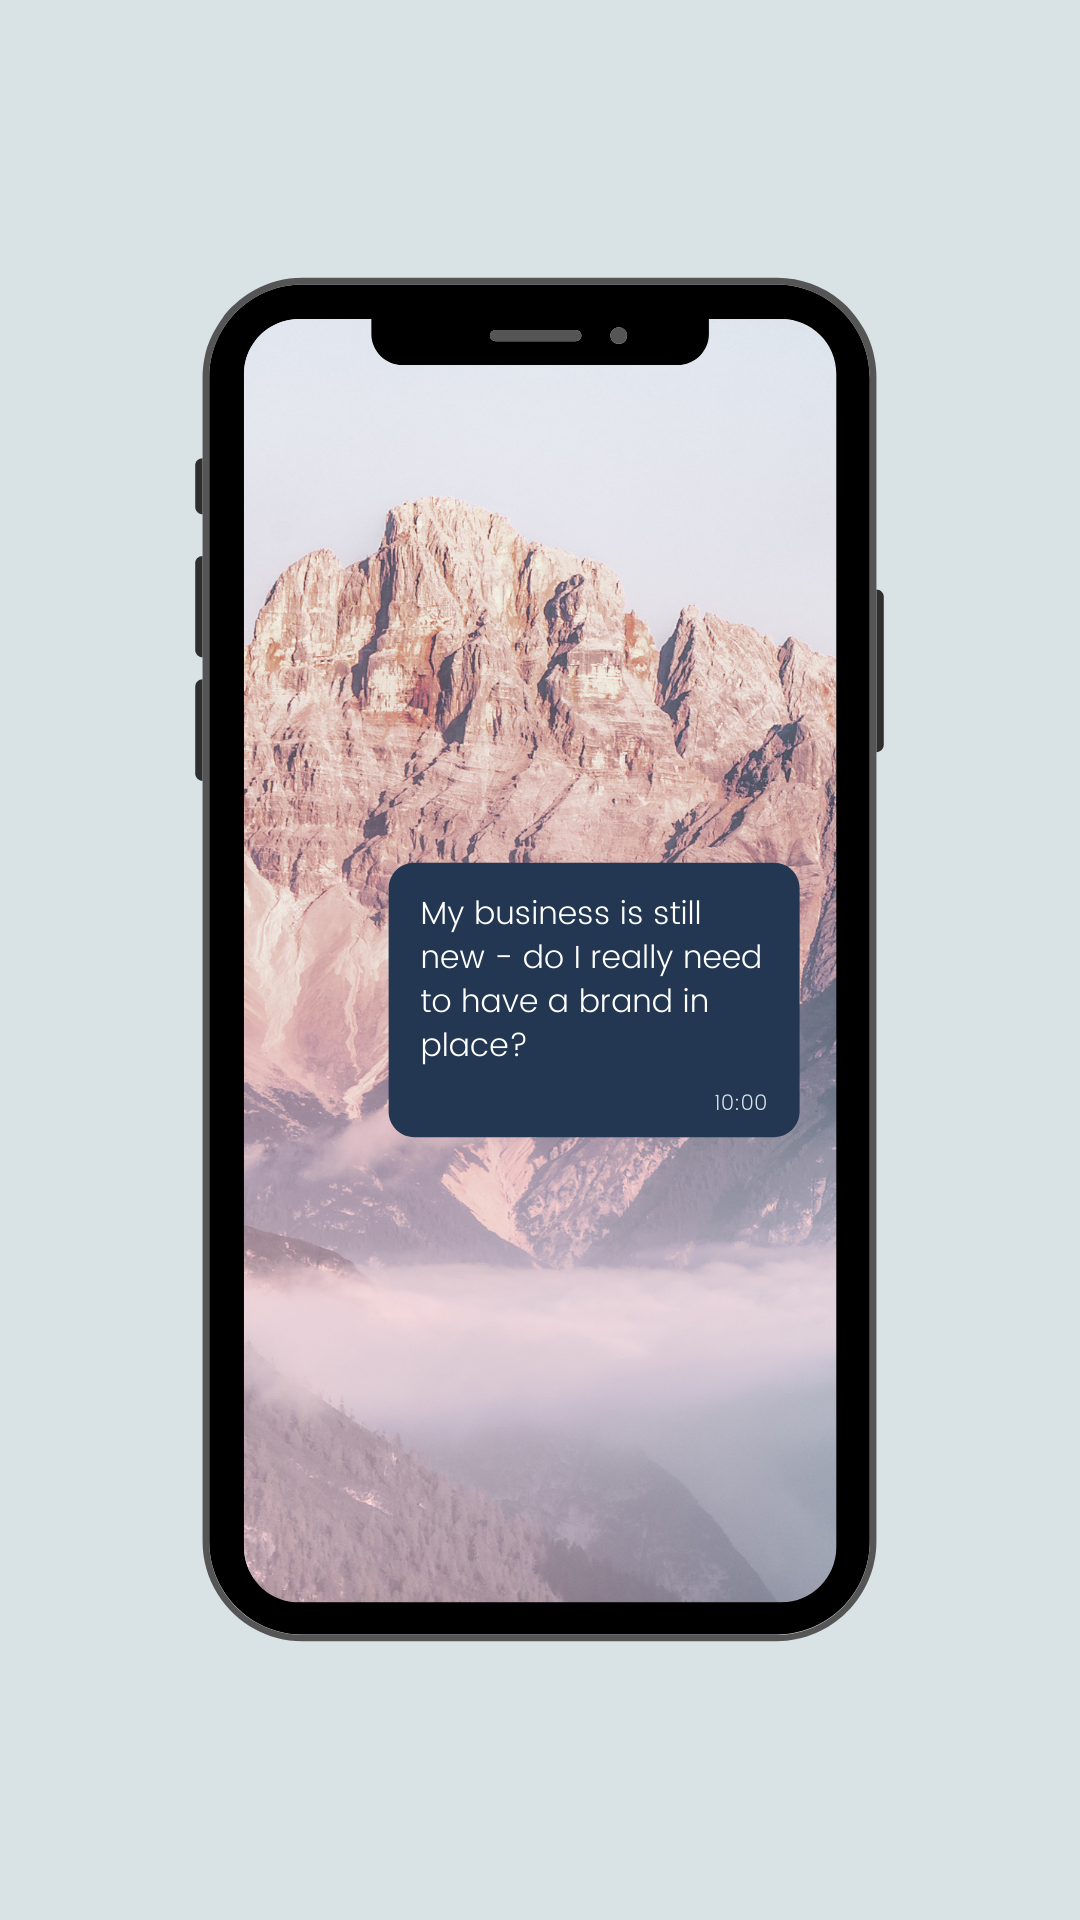 My business is still
new - do I really need
to have a brand in
place?
10:00